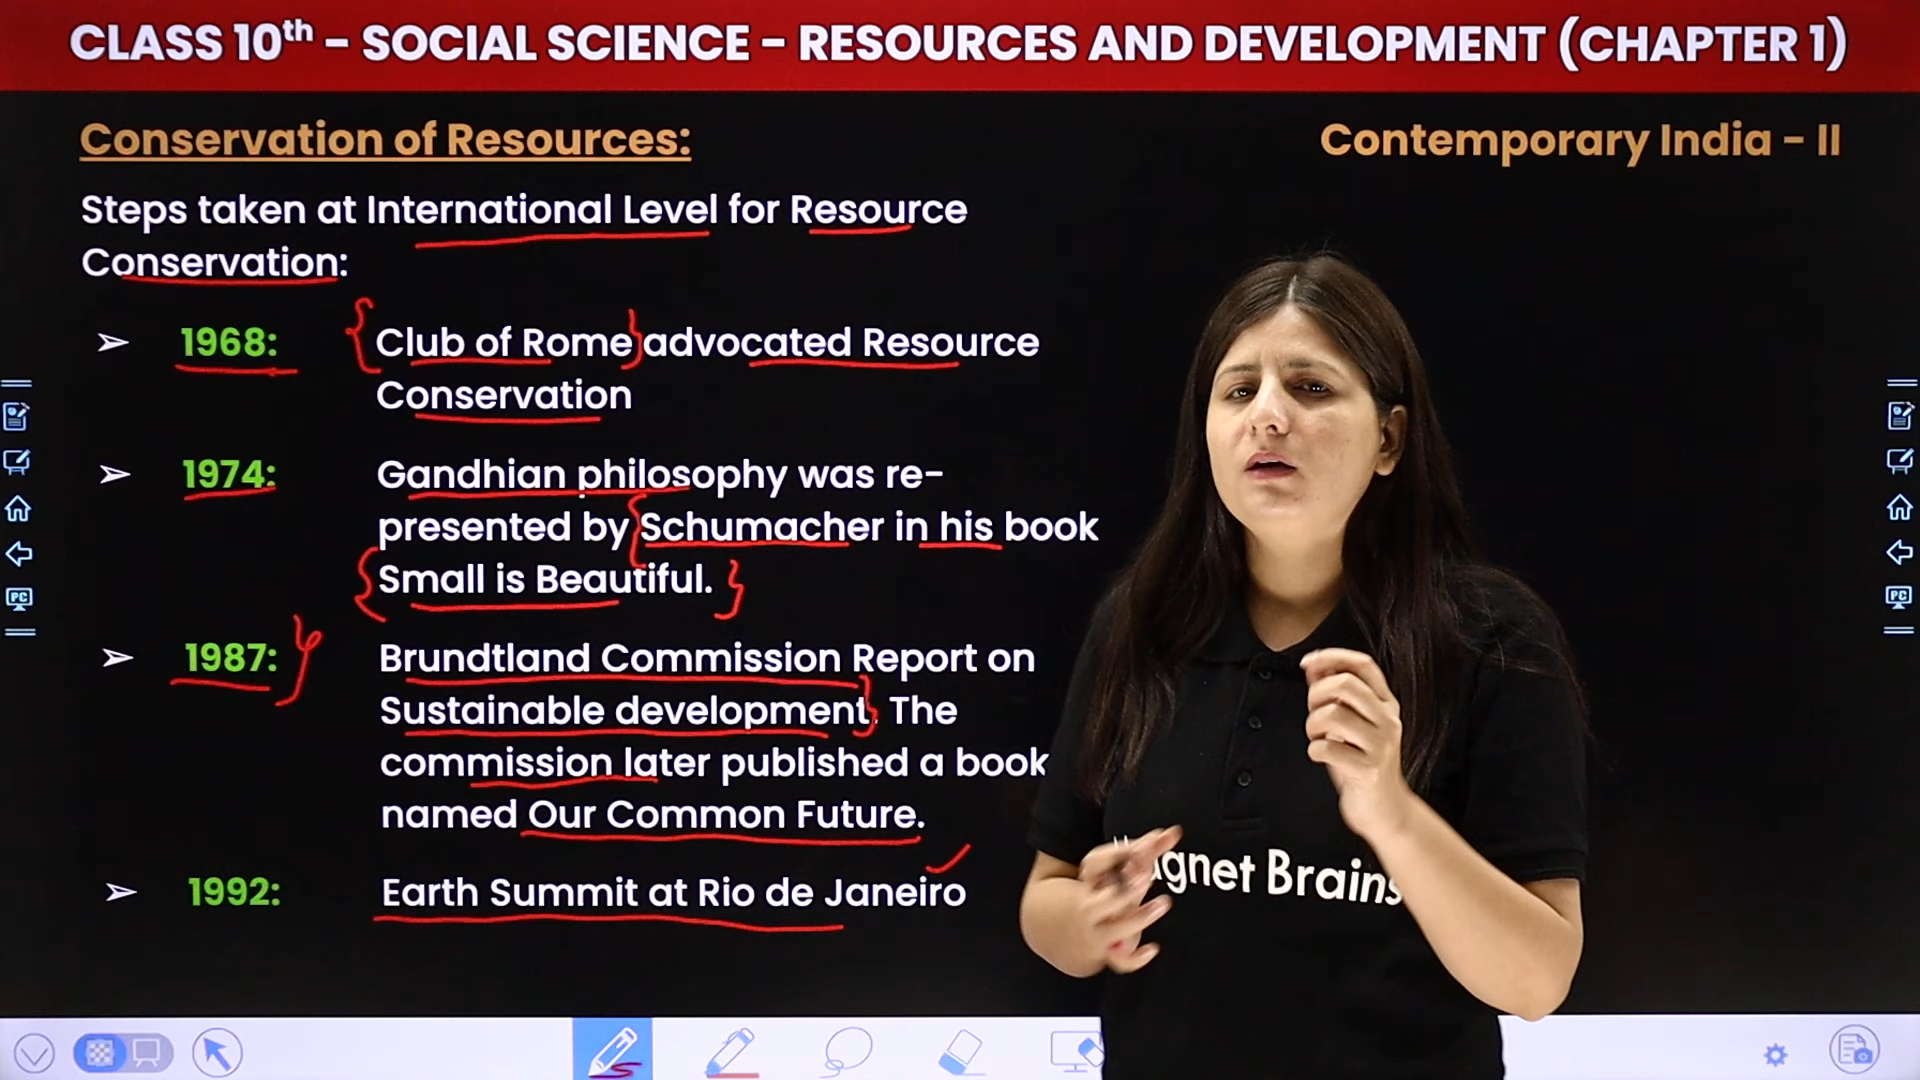 CLASS 10th - SOCIAL SCIENCE - RESOURCES AND DEVELOPMENT (CHAPTER 1)
Conservation of Resources:
Contemporary India - II
Steps taken at International Level for Resource
Conservation:
➢ 1968: Club of Rome advocated Resource
Conservation
➢ 1974: Gandhian philosophy was re-
presented by Schumacher in his book
Small is Beautiful.
➢ 1987: Brundtland Commission Report on
Sustainable development. The
commission later published a book
named Our Common Future.
➢ 1992: Earth Summit at Rio de Janeiro
gnet Brains
PC
PC